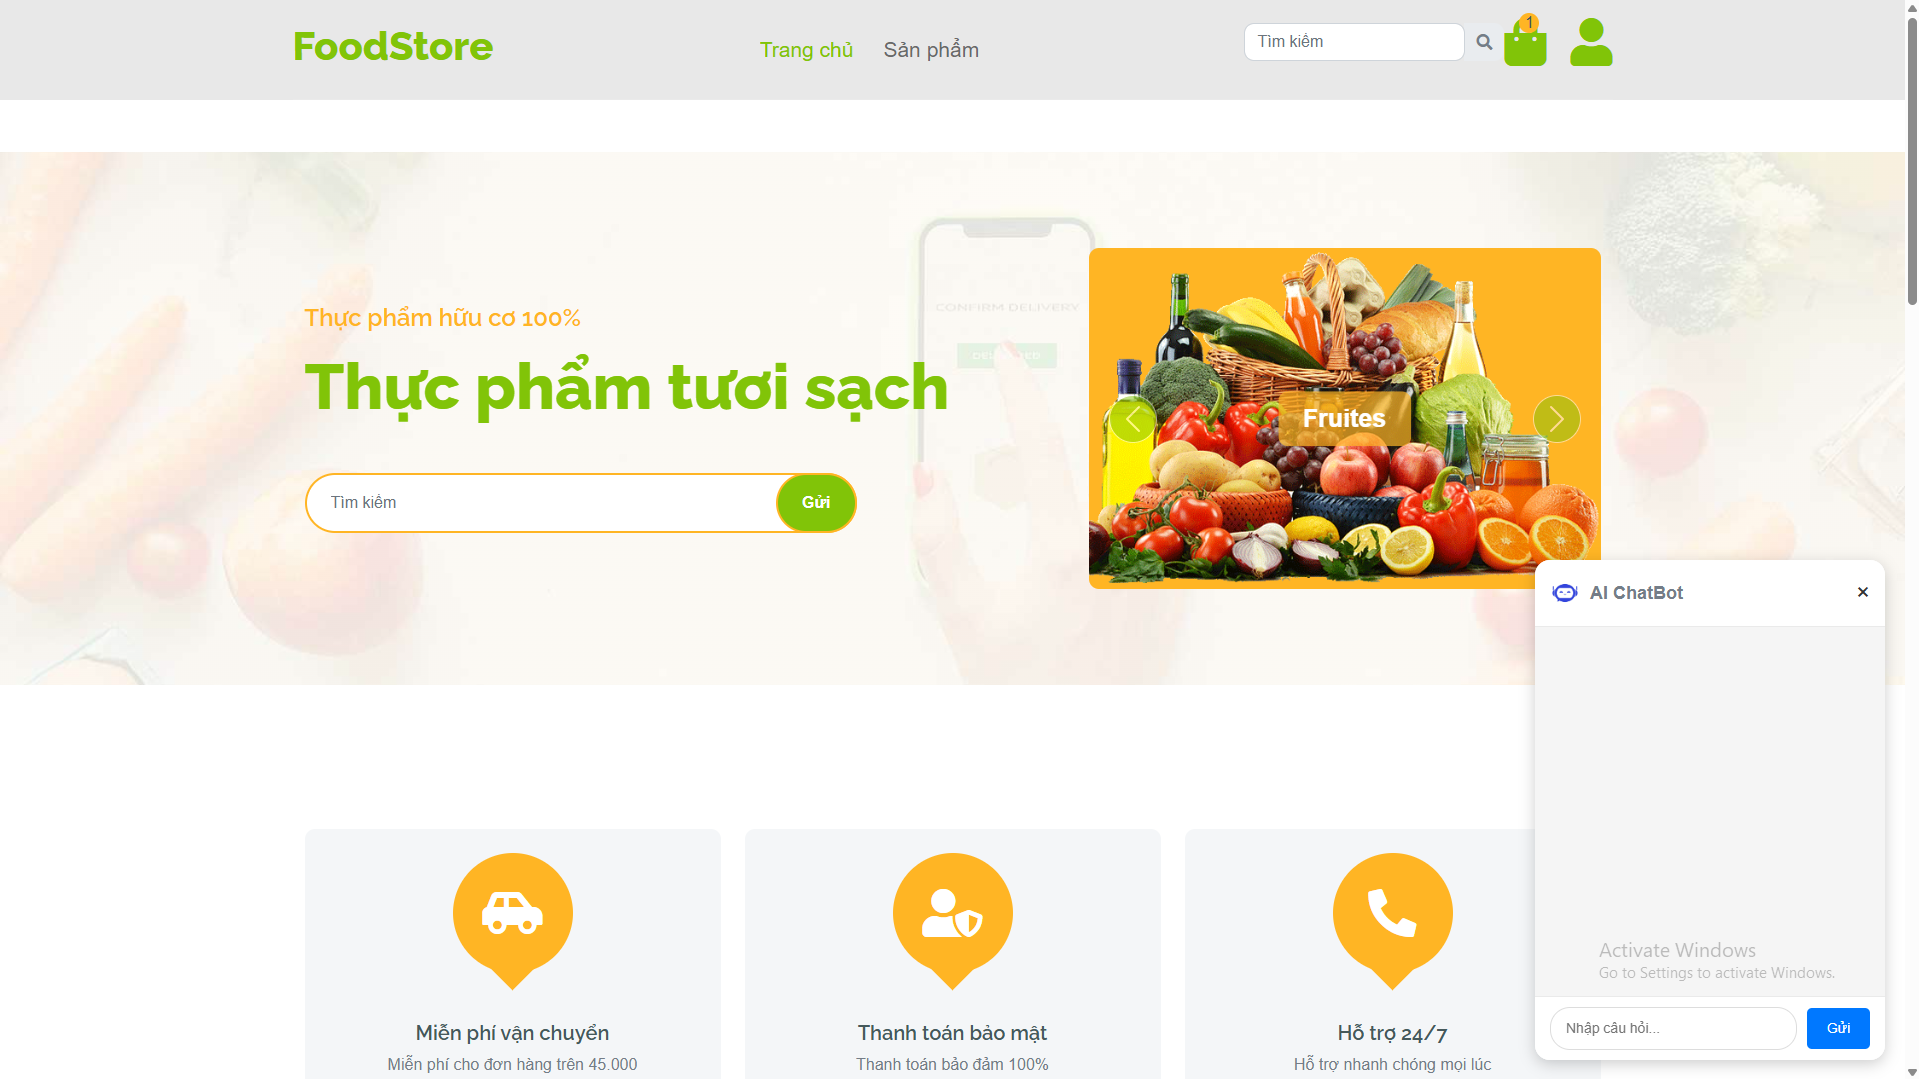 FoodStore
Trang chủ
Sản phẩm
Tìm kiếm
1
CONFIRM DELIVERY
Thực phẩm hữu cơ 100%
Thực phẩm tươi sạch
Tìm kiếm
Gửi
Fruites
AI ChatBot
Activate Windows
Go to Settings to activate Windows.
Nhập câu hỏi...
Gửi
Miễn phí vận chuyển
Miễn phí cho đơn hàng trên 45.000
Thanh toán bảo mật
Thanh toán bảo đảm 100%
Hỗ trợ 24/7
Hỗ trợ nhanh chóng mọi lúc